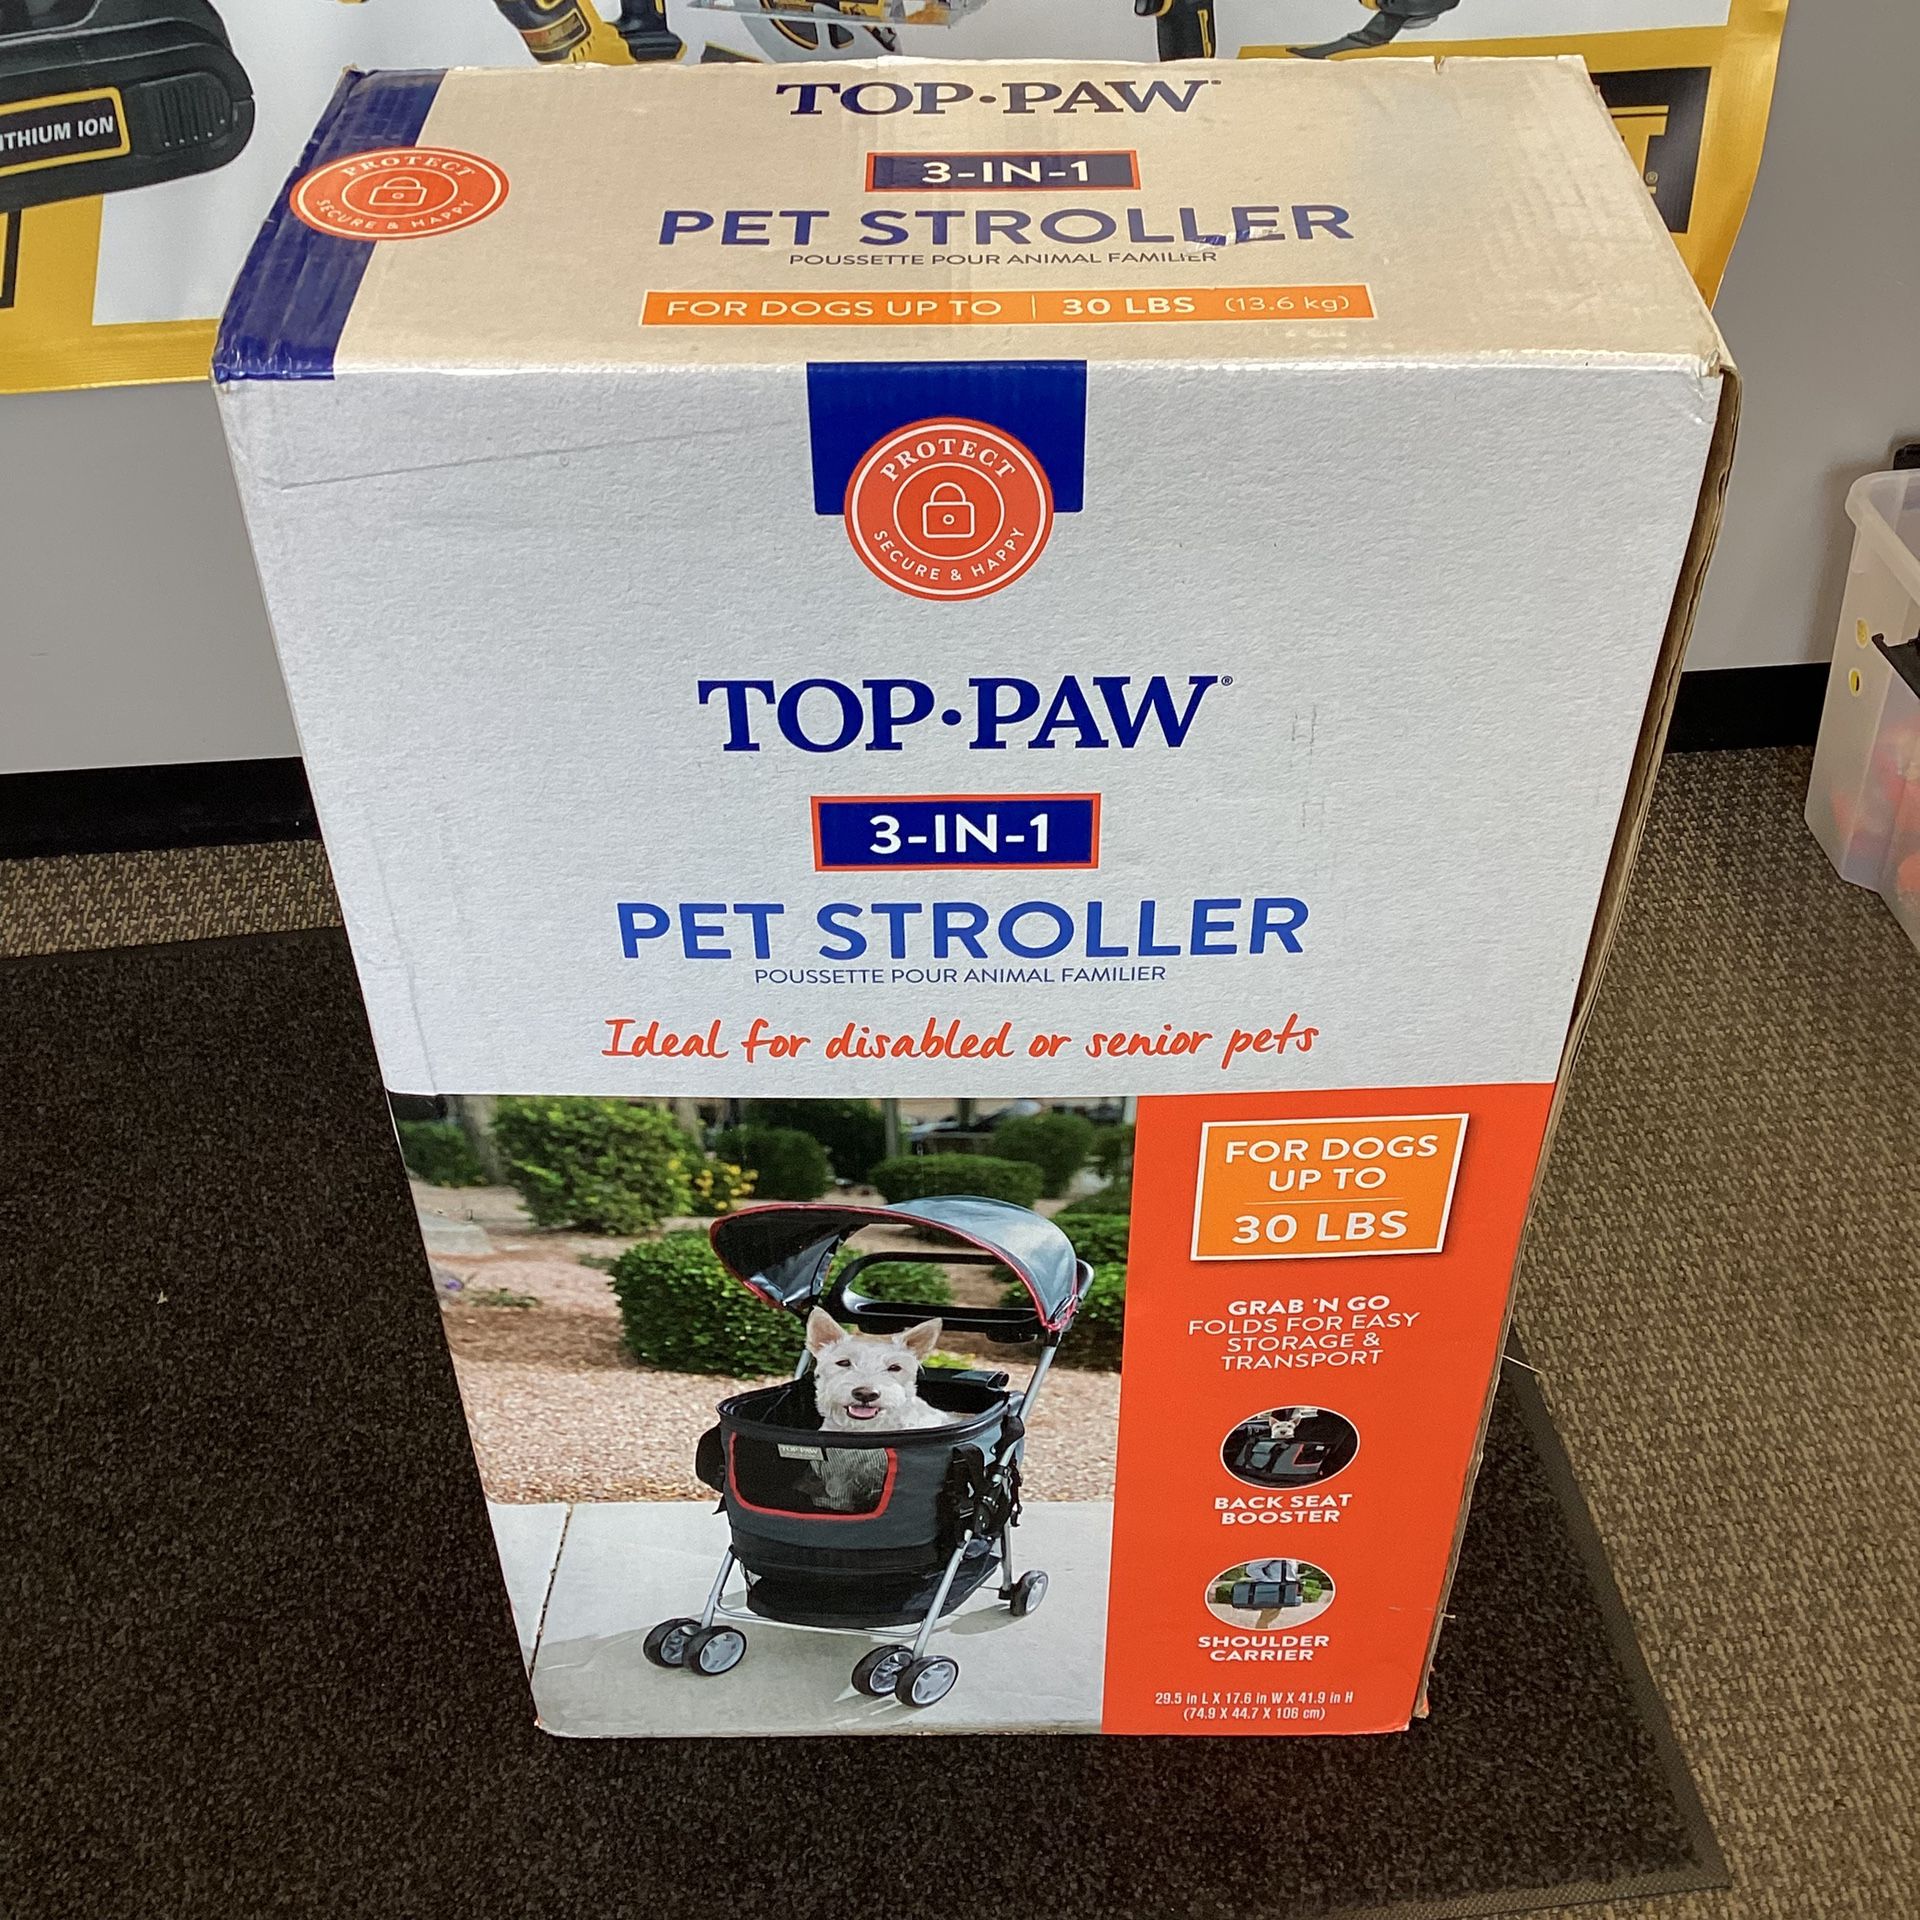 ITHIUM ION
TOP·PAW
PROTECT
SECURE & HAPPY
3-IN-1
PET STROLLER
POUSSETTE POUR ANIMAL FAMILIER
FOR DOGS UP TO | 30 LBS (13.6 kg)
PROTECT
SECURE & HAPPY
TOP·PAW®
3-IN-1
PET STROLLER
POUSSETTE POUR ANIMAL FAMILIER
Ideal for disabled or senior pets
FOR DOGS
UP TO
30 LBS
GRAB 'N GO
FOLDS FOR EASY
STORAGE &
TRANSPORT
TOP·PAW
BACK SEAT
BOOSTER
SHOULDER
CARRIER
29.5 in L X 17.6 in W X 41.9 in H
(74.9 X 44.7 X 106 cm)